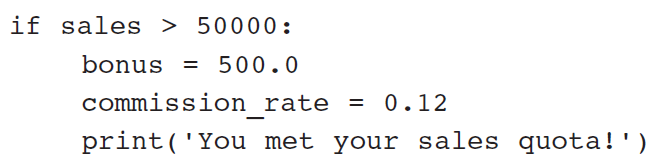 if sales > 50000:
    bonus = 500.0
    commission_rate = 0.12
    print('You met your sales quota!')